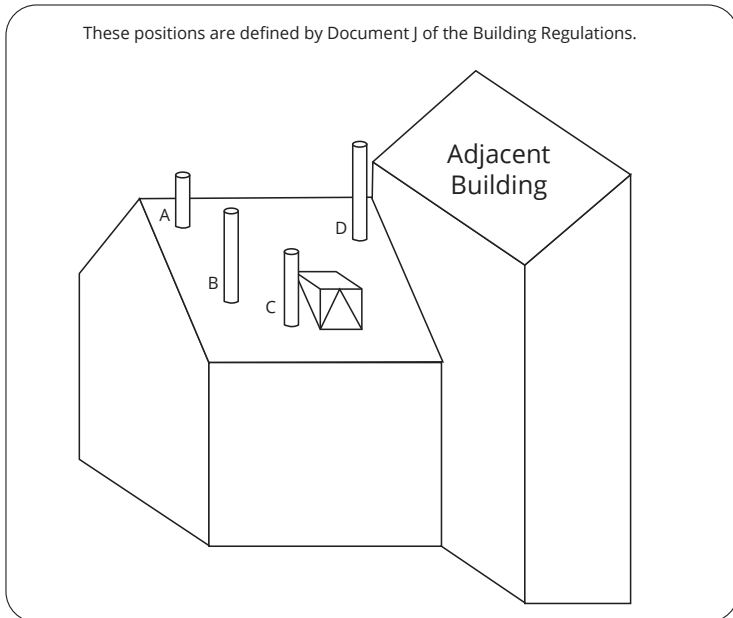 These positions are defined by Document J of the Building Regulations.
Adjacent
Building
A
D
B
C